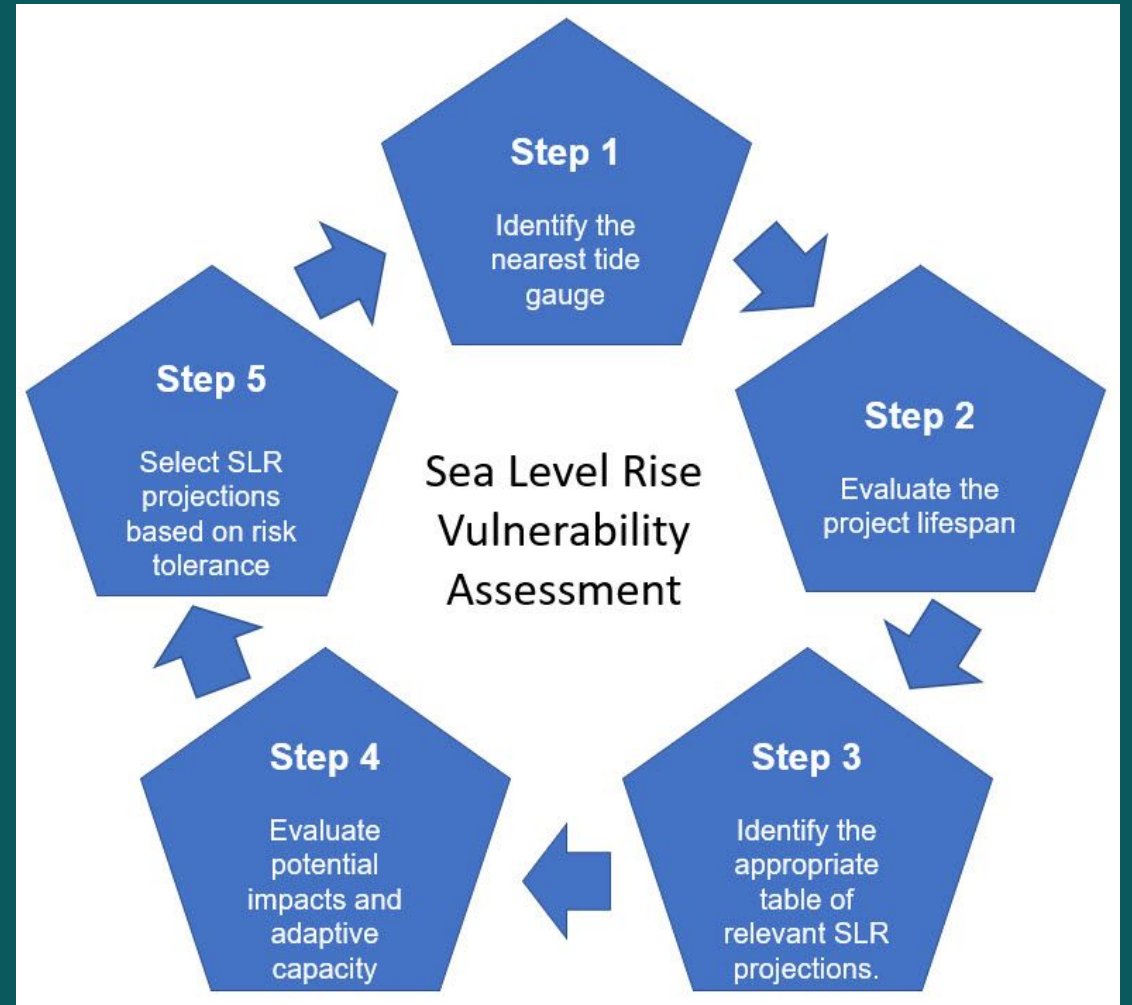 Step 1
Identify the
nearest tide
gauge
Step 2
Evaluate the
project lifespan
Step 3
Identify the
appropriate
table of
relevant SLR
projections.
Step 4
Evaluate
potential
impacts and
adaptive
capacity
Step 5
Select SLR
projections
based on risk
tolerance
Sea Level Rise
Vulnerability
Assessment